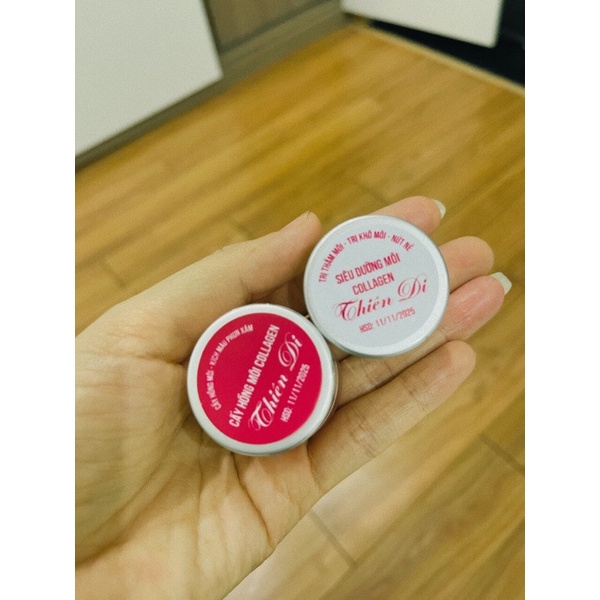 CẤY HỒNG MÔI - KÍCH MÀU PHUN XĂM
CẤY HỒNG MÔI COLLAGEN
Thiên Di
HSD: 11/11/2025
TRỊ THÂM MÔI - TRỊ KHÔ MÔI - NỨT NẺ
SIÊU DƯỠNG MÔI
COLLAGEN
Thiên Di
HSD: 11/11/2025